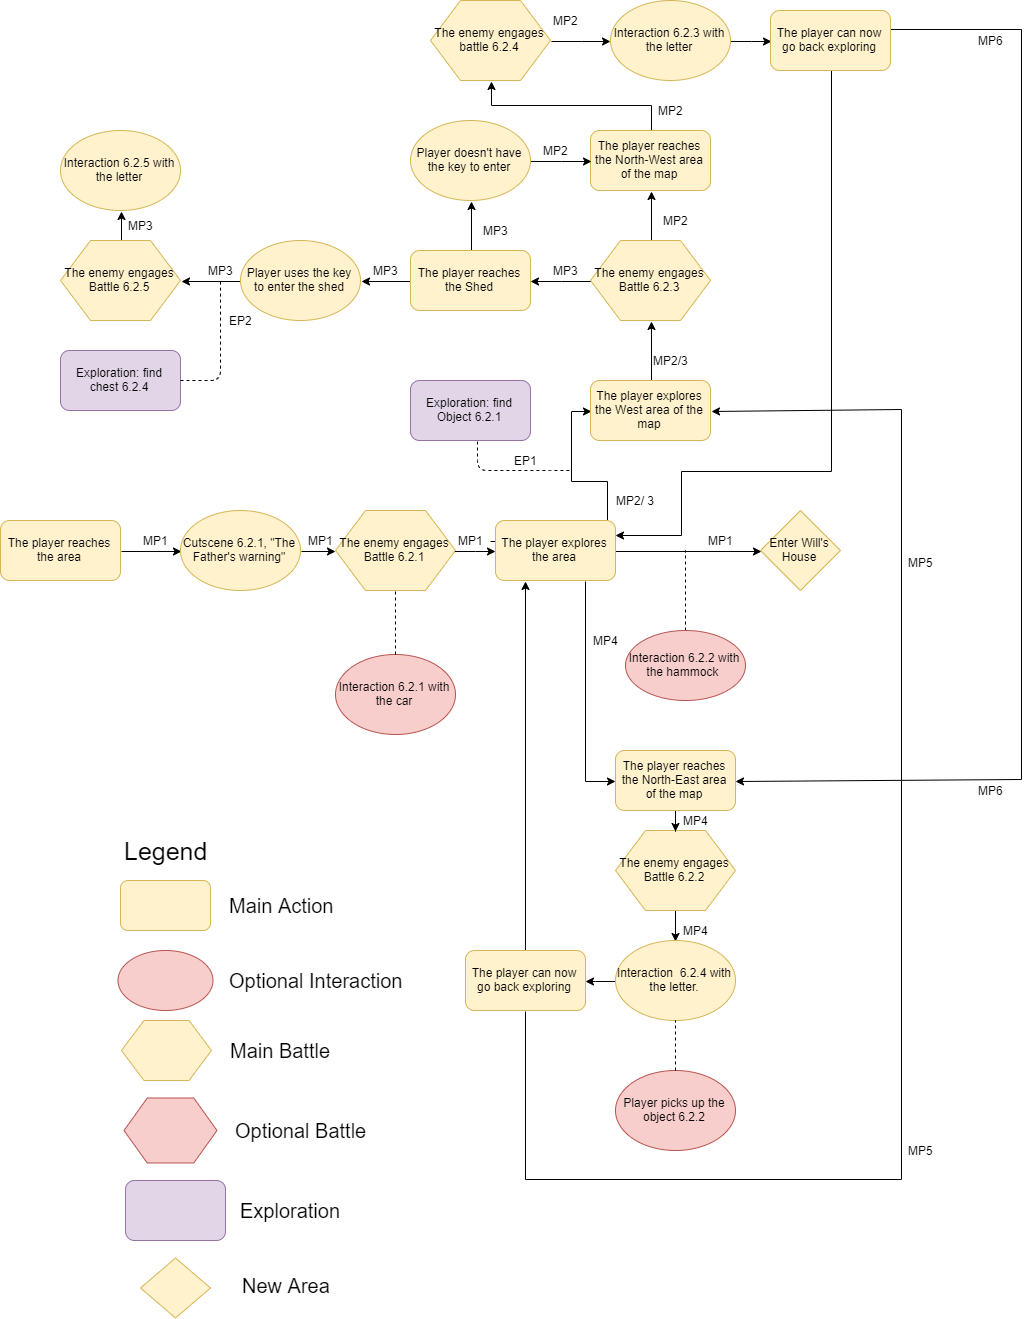 The enemy engages
battle 6.2.4
MP2
Interaction 6.2.3 with
the letter
The player can now
go back exploring
MP6
MP2
Interaction 6.2.5 with
the letter
Player doesn't have
the key to enter
MP2
The player reaches
the North-West area
of the map
MP3
MP3
MP2
The enemy engages
Battle 6.2.5
MP3
Player uses the key
to enter the shed
MP3
The player reaches
the Shed
MP3
The enemy engages
Battle 6.2.3
EP2
MP2/3
Exploration: find
chest 6.2.4
Exploration: find
Object 6.2.1
The player explores
the West area of the
map
EP1
MP2/ 3
The player reaches
the area
MP1
Cutscene 6.2.1, "The
Father's warning"
MP1
The enemy engages
Battle 6.2.1
MP1
The player explores
the area
MP1
Enter Will's
House
MP5
MP4
Interaction 6.2.1 with
the car
Interaction 6.2.2 with
the hammock
The player reaches
the North-East area
of the map
MP6
MP4
The enemy engages
Battle 6.2.2
MP4
The player can now
go back exploring
Interaction  6.2.4 with
the letter.
Player picks up the
object 6.2.2
MP5
Legend
Main Action
Optional Interaction
Main Battle
Optional Battle
Exploration
New Area